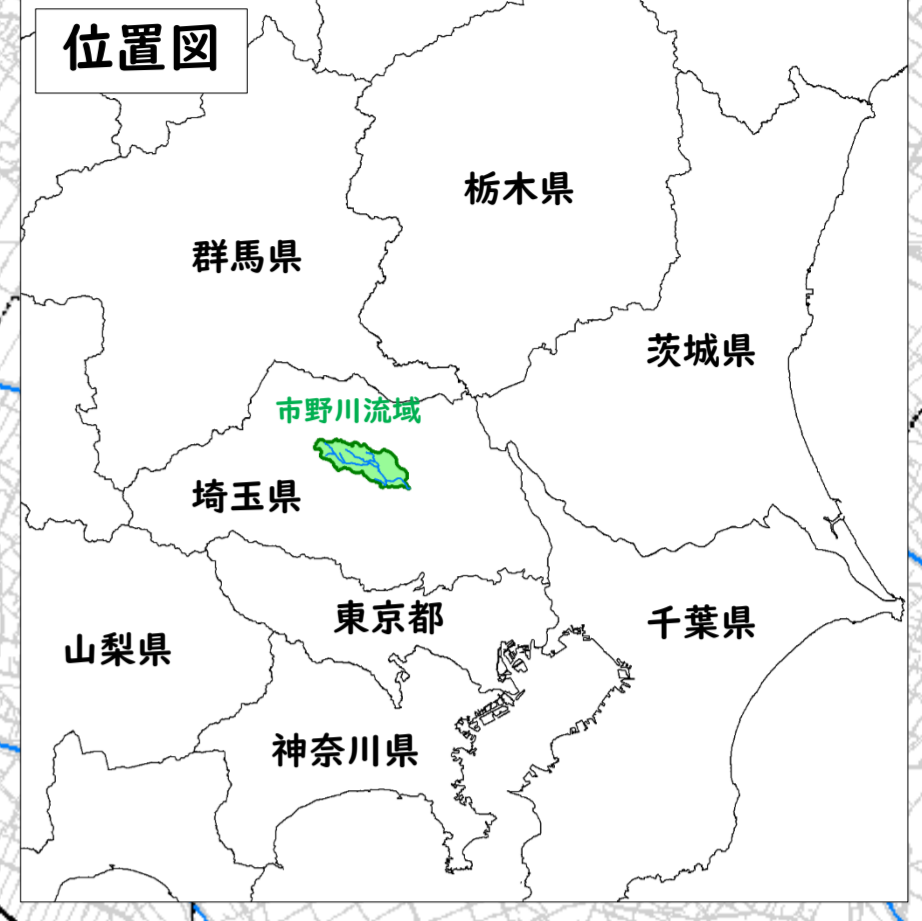 位置図
栃木県
群馬県
茨城県
市野川流域
埼玉県
東京都
千葉県
山梨県
神奈川県